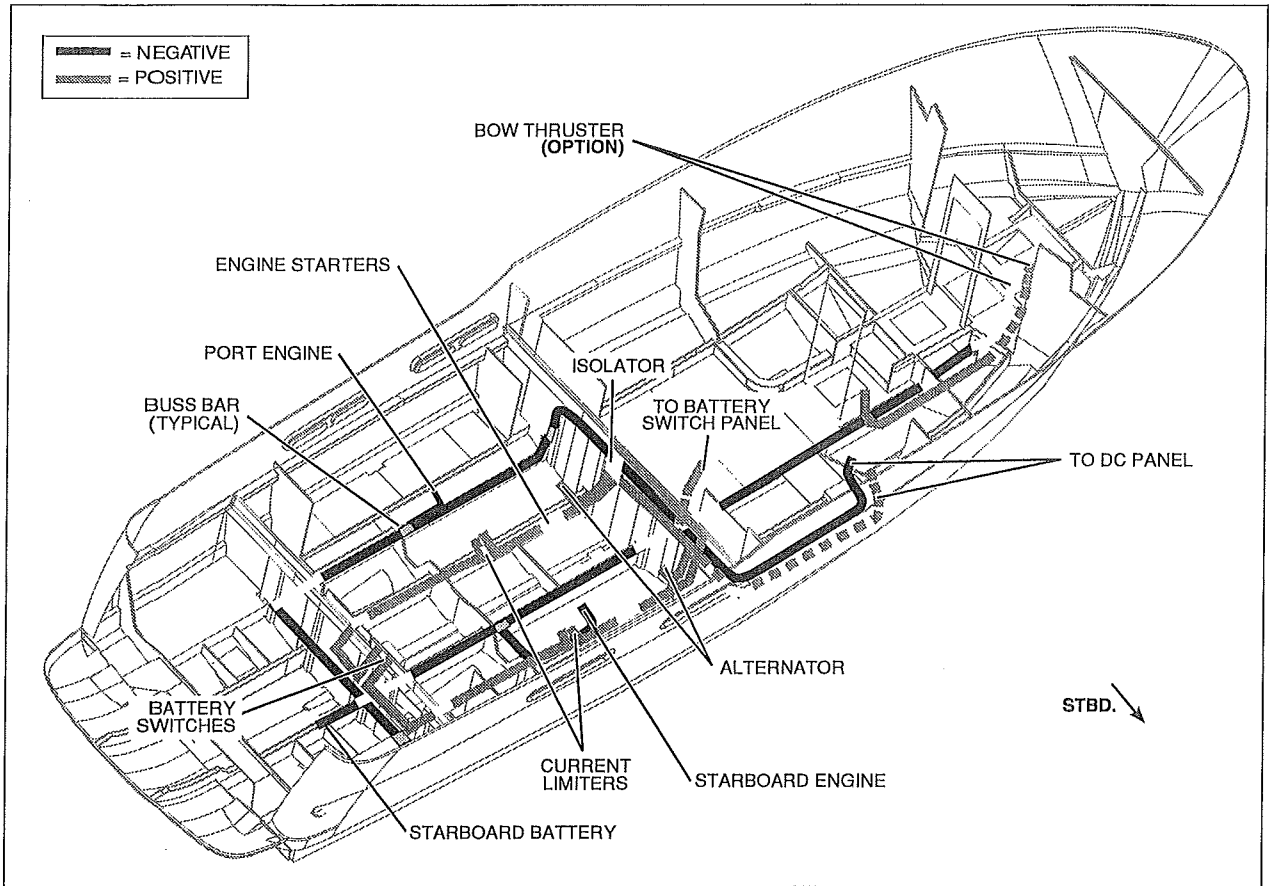 = NEGATIVE
= POSITIVE
BOW THRUSTER
(OPTION)
ENGINE STARTERS
PORT ENGINE
ISOLATOR
BUSS BAR
(TYPICAL)
TO BATTERY
SWITCH PANEL
TO DC PANEL
ALTERNATOR
STBD.
BATTERY
SWITCHES
CURRENT
LIMITERS
STARBOARD ENGINE
STARBOARD BATTERY